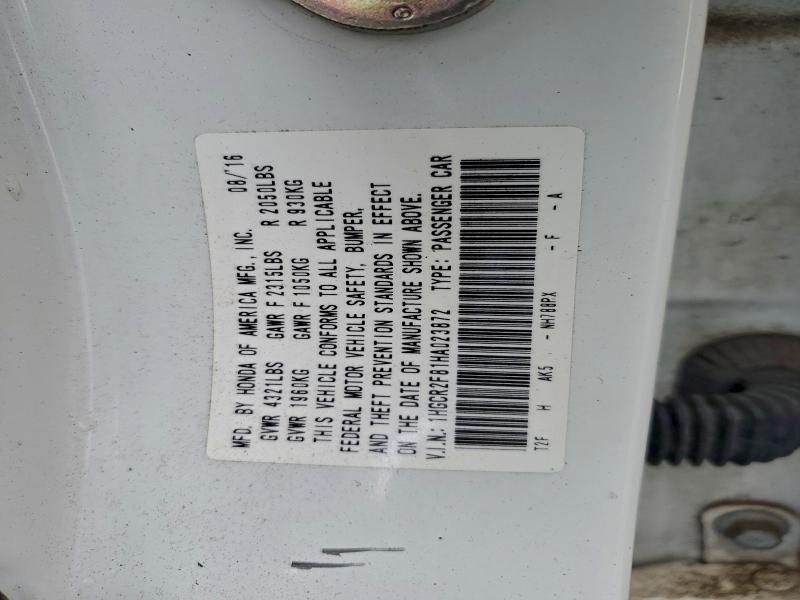 MFD. BY HONDA OF AMERICA MFG., INC. 08/'16
GVWR 4321LBS GAWR F 2315LBS R 2050LBS
GVWR 1960KG GAWR F 1050KG R 930KG
THIS VEHICLE CONFORMS TO ALL APPLICABLE
FEDERAL MOTOR VEHICLE SAFETY, BUMPER,
AND THEFT PREVENTION STANDARDS IN EFFECT
ON THE DATE OF MANUFACTURE SHOWN ABOVE.
V.I.N.: 1HGCR2F81HA023872 TYPE: PASSENGER CAR
T2F H AK5 - NH788PX - F - A